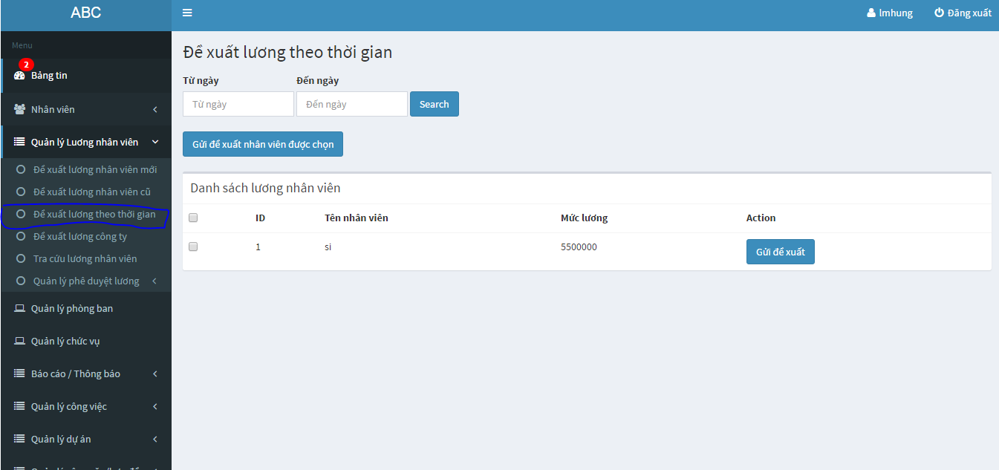 ABC
lmhung
Đăng xuất
Menu
2
Bảng tin
Nhân viên
Quản lý Lương nhân viên
Đề xuất lương nhân viên mới
Đề xuất lương nhân viên cũ
Đề xuất lương theo thời gian
Đề xuất lương công ty
Tra cứu lương nhân viên
Quản lý phê duyệt lương
Quản lý phòng ban
Quản lý chức vụ
Báo cáo / Thông báo
Quản lý công việc
Quản lý dự án
Đề xuất lương theo thời gian
Từ ngày Đến ngày
Từ ngày Đến ngày Search
Gửi đề xuất nhân viên được chọn
Danh sách lương nhân viên
ID Tên nhân viên Mức lương Action
1 si 5500000 Gửi đề xuất